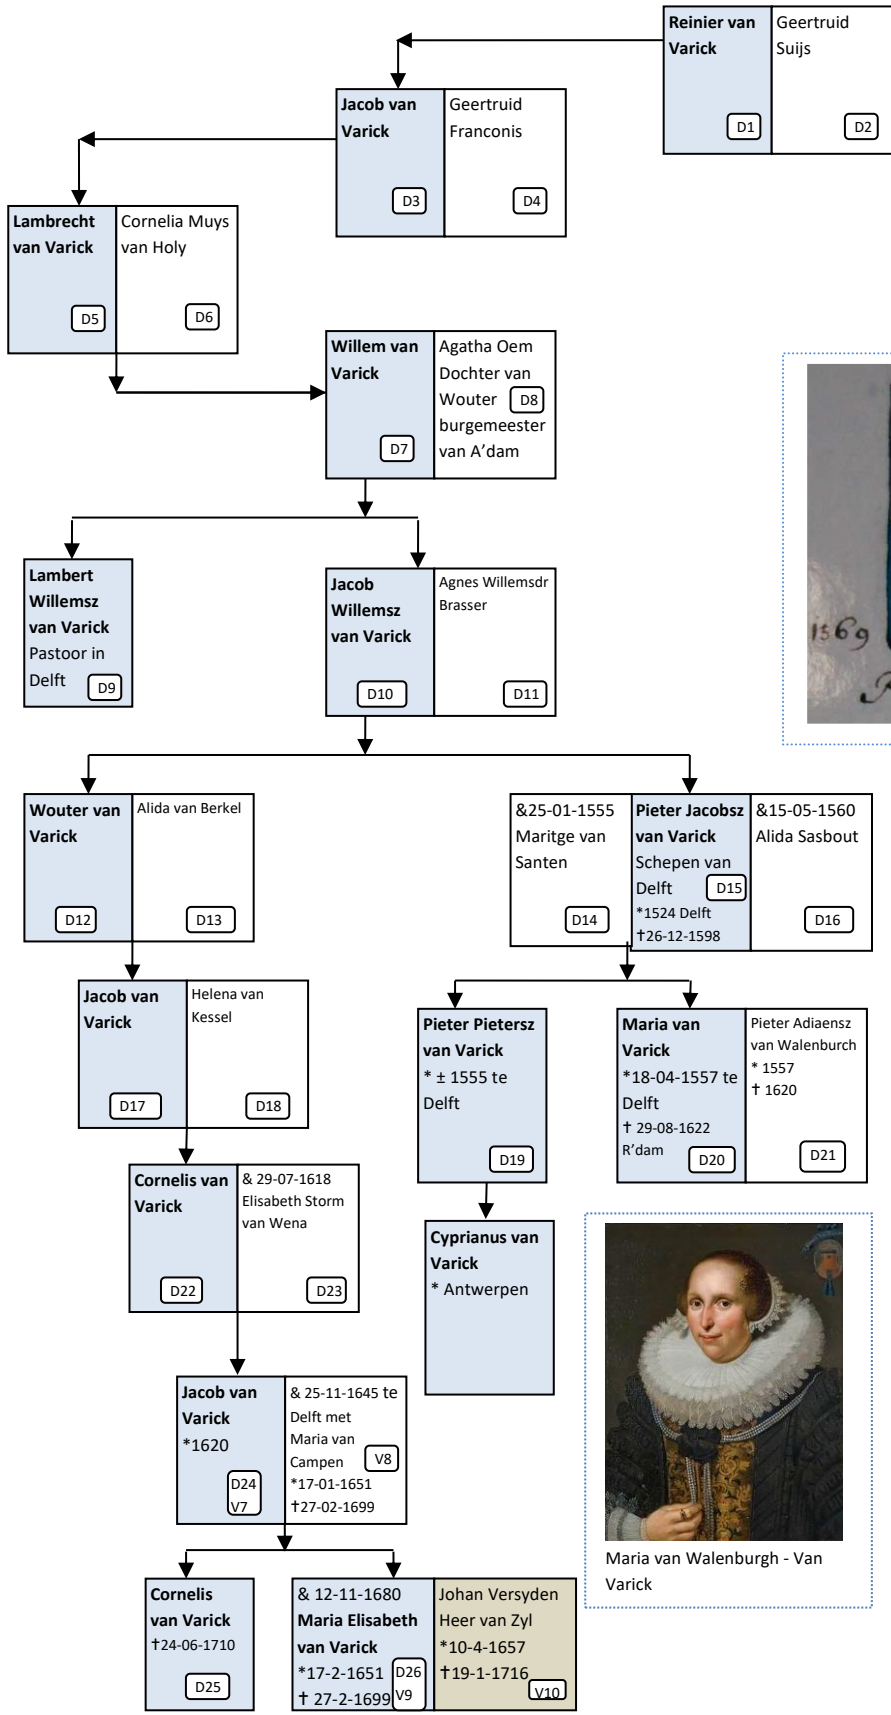 Reinier van
Varick
D1
Geertruid
Suijs
D2
Jacob van
Varick
D3
Geertruid
Franconis
D4
Lambrecht
van Varick
D5
Cornelia Muys
van Holy
D6
Willem van
Varick
D7
Agatha Oem
Dochter van
Wouter D8
burgemeester
van A’dam
1569
Lambert
Willemsz
van Varick
Pastoor in
Delft D9
Jacob
Willemsz
van Varick
D10
Agnes Willemsdr
Brasser
D11
Wouter van
Varick
D12
Alida van Berkel
D13
&25-01-1555
Maritge van
Santen
D14
Pieter Jacobsz
van Varick
Schepen van
Delft D15
*1524 Delft
†26-12-1598
&15-05-1560
Alida Sasbout
D16
Jacob van
Varick
D17
Helena van
Kessel
D18
Pieter Pietersz
van Varick
* ± 1555 te
Delft
D19
Maria van
Varick
*18-04-1557 te
Delft
† 29-08-1622
R’dam D20
Pieter Adiaensz
van Walenburch
* 1557
† 1620
D21
Cornelis van
Varick
D22
& 29-07-1618
Elisabeth Storm
van Wena
D23
Cyprianus van
Varick
* Antwerpen
Jacob van
Varick
*1620
D24
V7
& 25-11-1645 te
Delft met
Maria van
Campen V8
*17-01-1651
†27-02-1699
Maria van Walenburgh - Van
Varick
Cornelis
van Varick
†24-06-1710
D25
& 12-11-1680
Maria Elisabeth
van Varick
*17-2-1651 D26
† 27-2-1699 V9
Johan Versyden
Heer van Zyl
*10-4-1657
†19-1-1716
V10